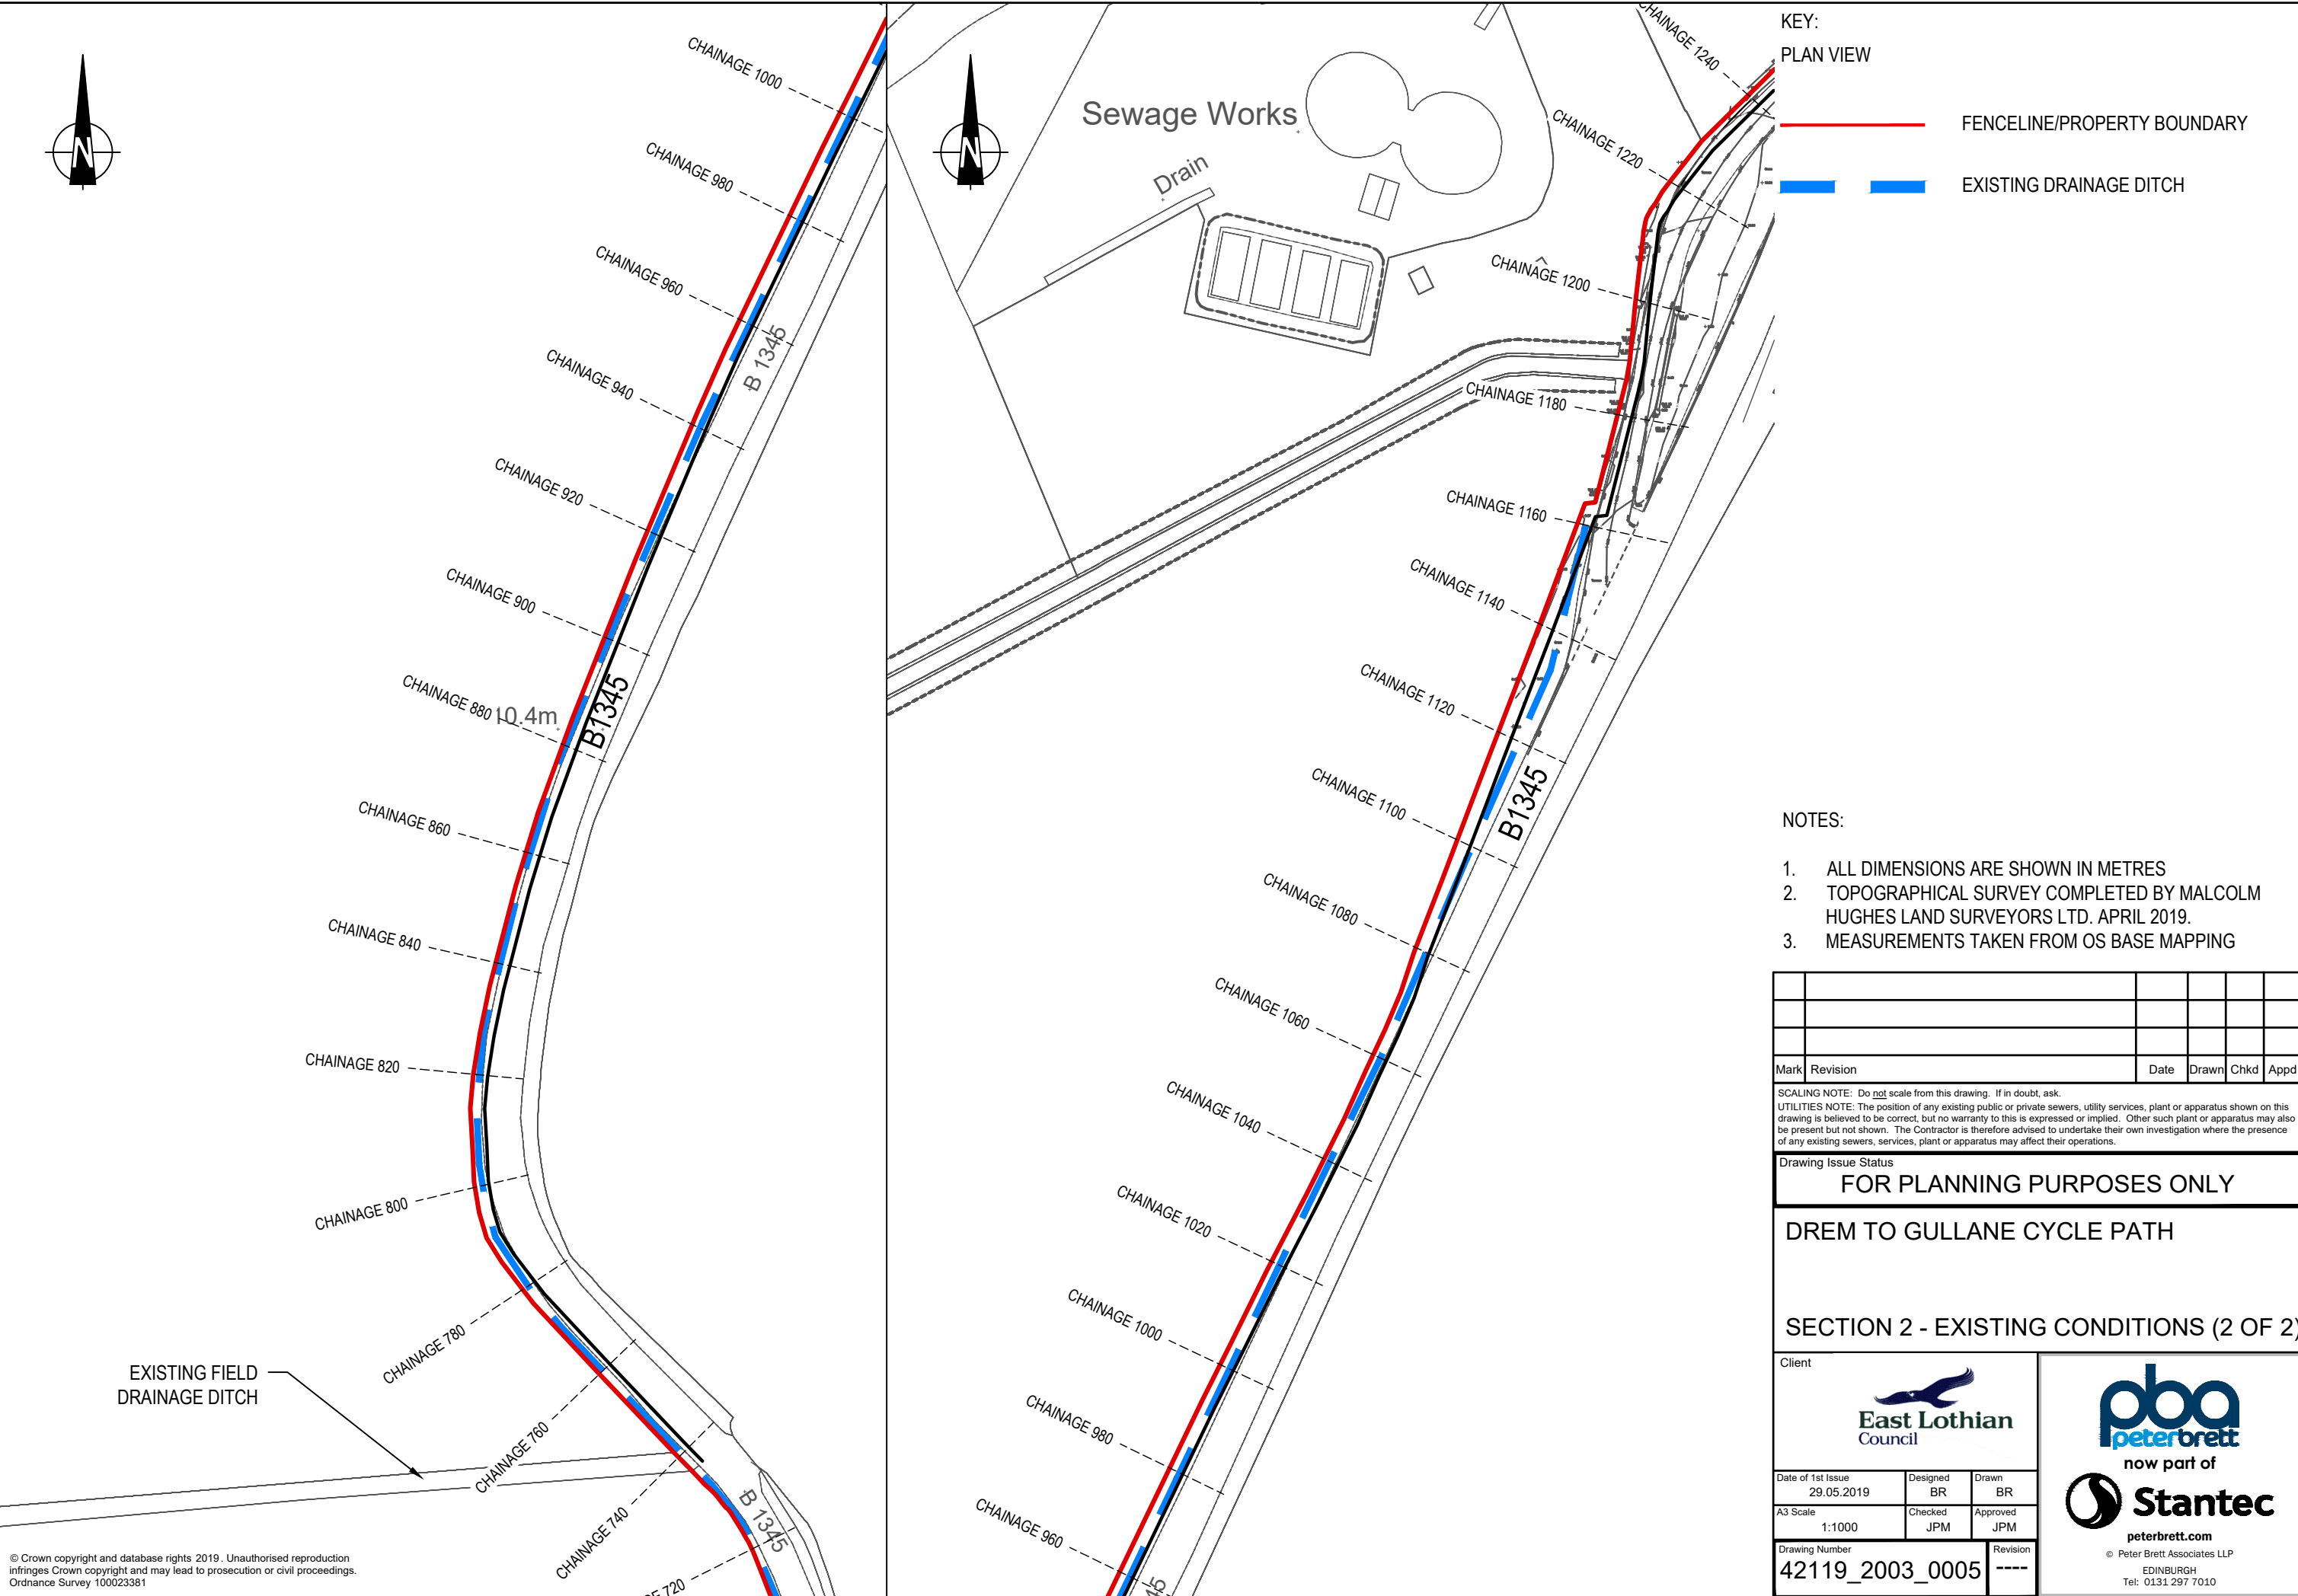 CHAINAGE 1000
CHAINAGE 980
CHAINAGE 960
B 1345
CHAINAGE 940
CHAINAGE 920
CHAINAGE 900
CHAINAGE 880
10.4m
B1345
CHAINAGE 860
CHAINAGE 840
CHAINAGE 820
CHAINAGE 800
CHAINAGE 780
CHAINAGE 760
CHAINAGE 740
B 1345
EXISTING FIELD
DRAINAGE DITCH
N
© Crown copyright and database rights 2019. Unauthorised reproduction
infringes Crown copyright and may lead to prosecution or civil proceedings.
Ordnance Survey 100023381
N
Sewage Works
Drain
CHAINAGE 1240
CHAINAGE 1220
CHAINAGE 1200
CHAINAGE 1180
CHAINAGE 1160
CHAINAGE 1140
CHAINAGE 1120
CHAINAGE 1100
B1345
CHAINAGE 1080
CHAINAGE 1060
CHAINAGE 1040
CHAINAGE 1020
CHAINAGE 1000
CHAINAGE 980
CHAINAGE 960
KEY:
PLAN VIEW
FENCELINE/PROPERTY BOUNDARY
EXISTING DRAINAGE DITCH
NOTES:
1. ALL DIMENSIONS ARE SHOWN IN METRES
2. TOPOGRAPHICAL SURVEY COMPLETED BY MALCOLM
HUGHES LAND SURVEYORS LTD. APRIL 2019.
3. MEASUREMENTS TAKEN FROM OS BASE MAPPING
Mark Revision Date Drawn Chkd Appd
SCALING NOTE: Do not scale from this drawing. If in doubt, ask.
UTILITIES NOTE: The position of any existing public or private sewers, utility services, plant or apparatus shown on this
drawing is believed to be correct, but no warranty to this is expressed or implied. Other such plant or apparatus may also
be present but not shown. The Contractor is therefore advised to undertake their own investigation where the presence
of any existing sewers, services, plant or apparatus may affect their operations.
Drawing Issue Status
FOR PLANNING PURPOSES ONLY
DREM TO GULLANE CYCLE PATH
SECTION 2 - EXISTING CONDITIONS (2 OF 2)
Client
East Lothian
Council
Date of 1st Issue
29.05.2019
Designed
BR
Drawn
BR
A3 Scale
1:1000
Checked
JPM
Approved
JPM
Drawing Number
42119_2003_0005
Revision
----
pba
peterbrett
now part of
Stantec
peterbrett.com
© Peter Brett Associates LLP
EDINBURGH
Tel: 0131 297 7010